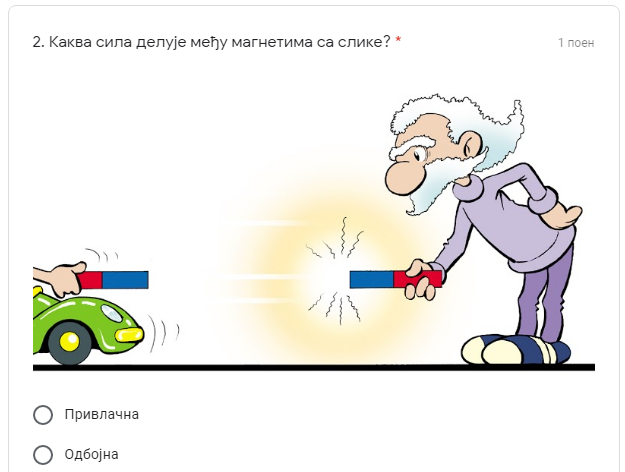 2. Каква сила делује међу магнетима са слике? *
1 поен
Привлачна
Одбојна